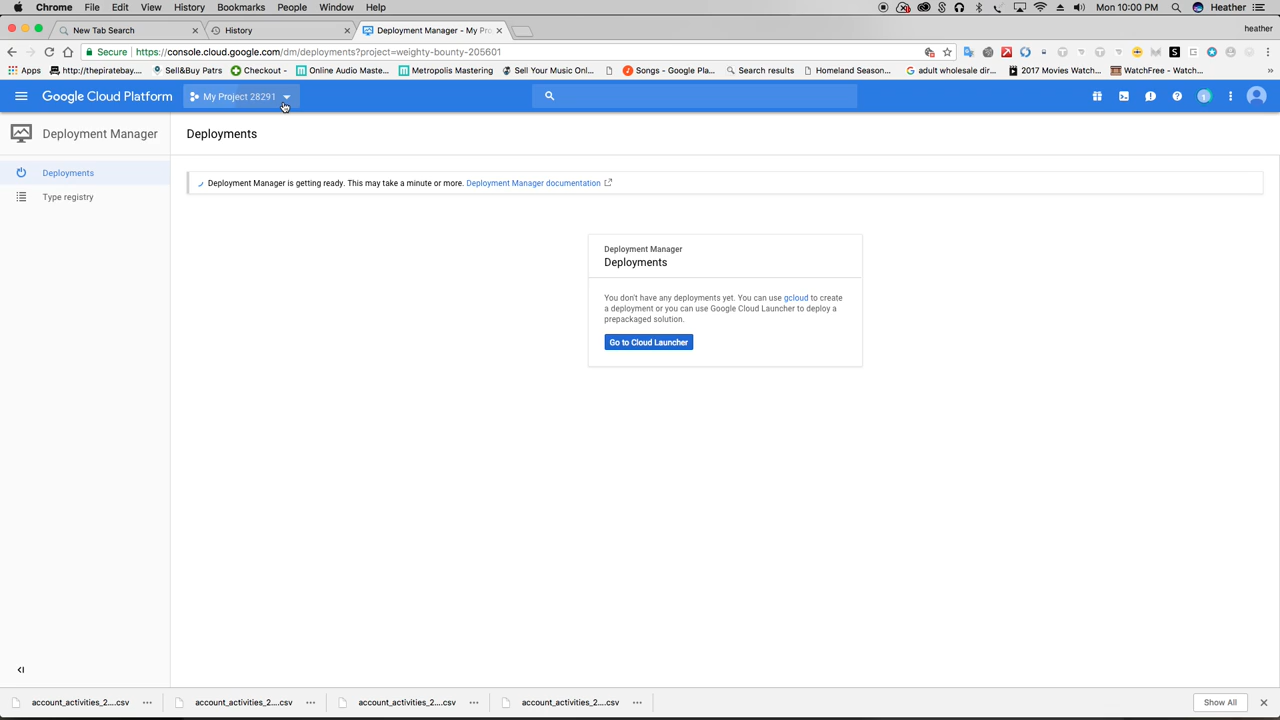 Chrome File Edit View History Bookmarks People Window Help Mon 10:00 PM Heather
New Tab Search History Deployment Manager - My Pro heather
Secure https://console.cloud.google.com/dm/deployments?project=weighty-bounty-205601
Apps http://thepiratebay.... Sell&Buy Patrs Checkout - Online Audio Maste... Metropolis Mastering Sell Your Music Onl... Songs - Google Pla... Search results Homeland Season... adult wholesale dir... 2017 Movies Watch... WatchFree - Watch...
Google Cloud Platform My Project 28291
Deployment Manager Deployments
Deployments
Type registry
Deployment Manager is getting ready. This may take a minute or more. Deployment Manager documentation
Deployment Manager
Deployments
You don't have any deployments yet. You can use gcloud to create
a deployment or you can use Google Cloud Launcher to deploy a
prepackaged solution.
Go to Cloud Launcher
account_activities_2....csv account_activities_2....csv account_activities_2....csv account_activities_2....csv Show All